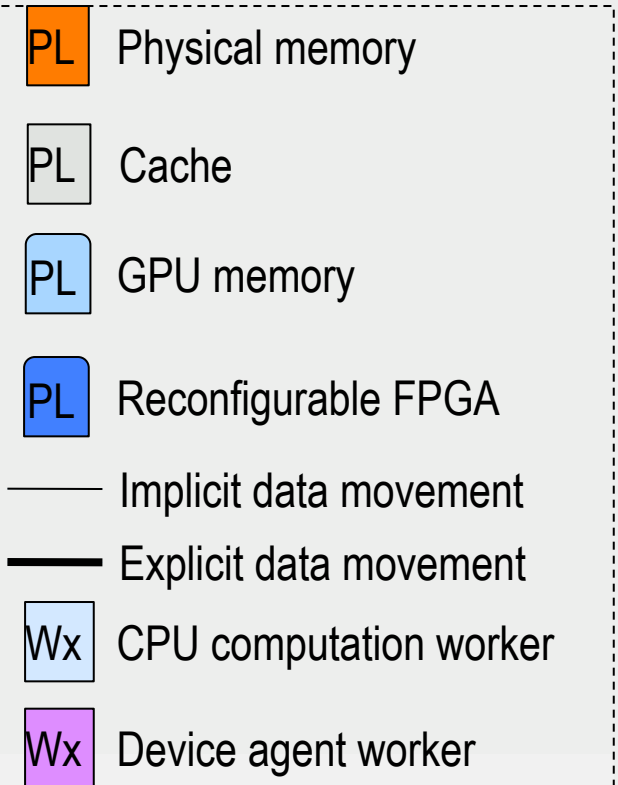 PL Physical memory
PL Cache
PL GPU memory
PL Reconfigurable FPGA
Implicit data movement
Explicit data movement
Wx CPU computation worker
Wx Device agent worker